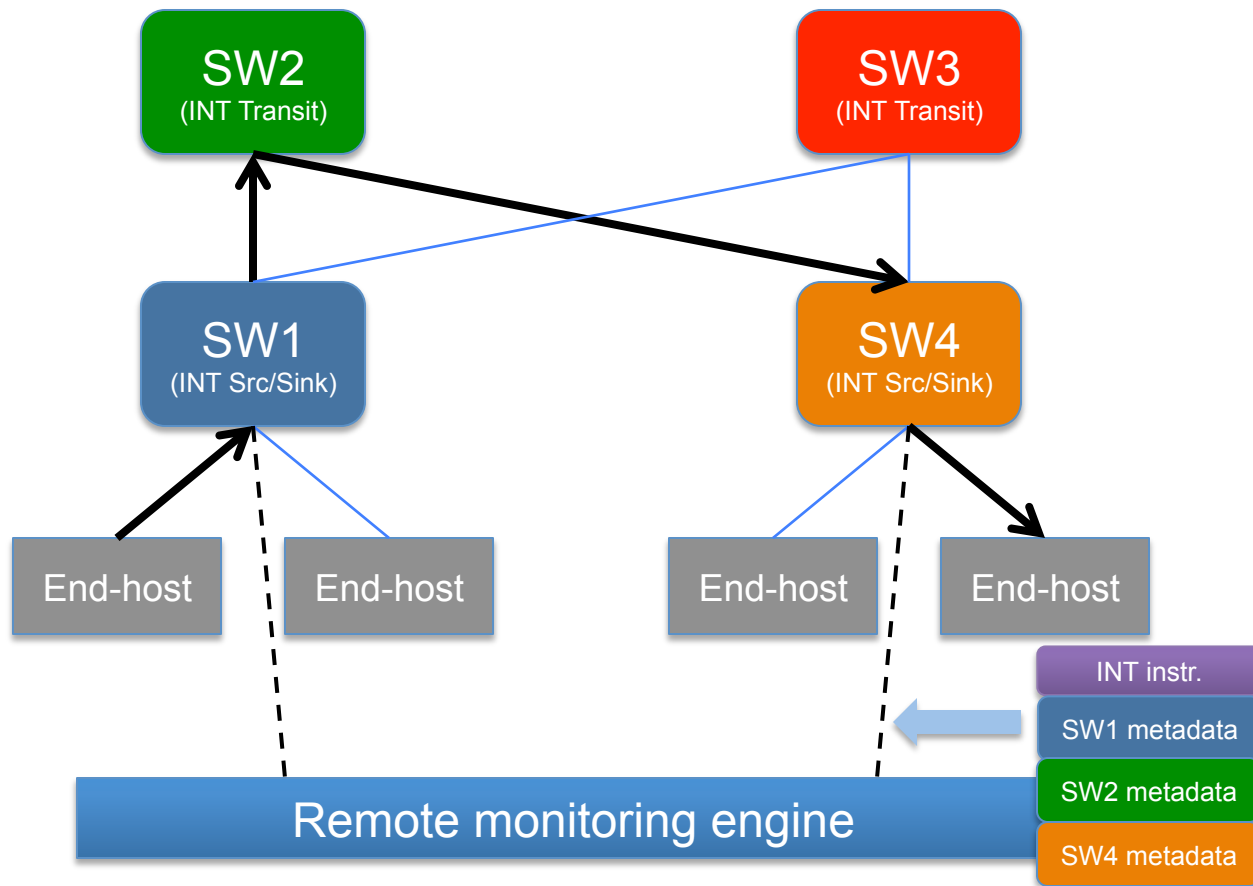 SW2
(INT Transit)
SW3
(INT Transit)
SW1
(INT Src/Sink)
SW4
(INT Src/Sink)
End-host
End-host
End-host
End-host
INT instr.
SW1 metadata
SW2 metadata
SW4 metadata
Remote monitoring engine